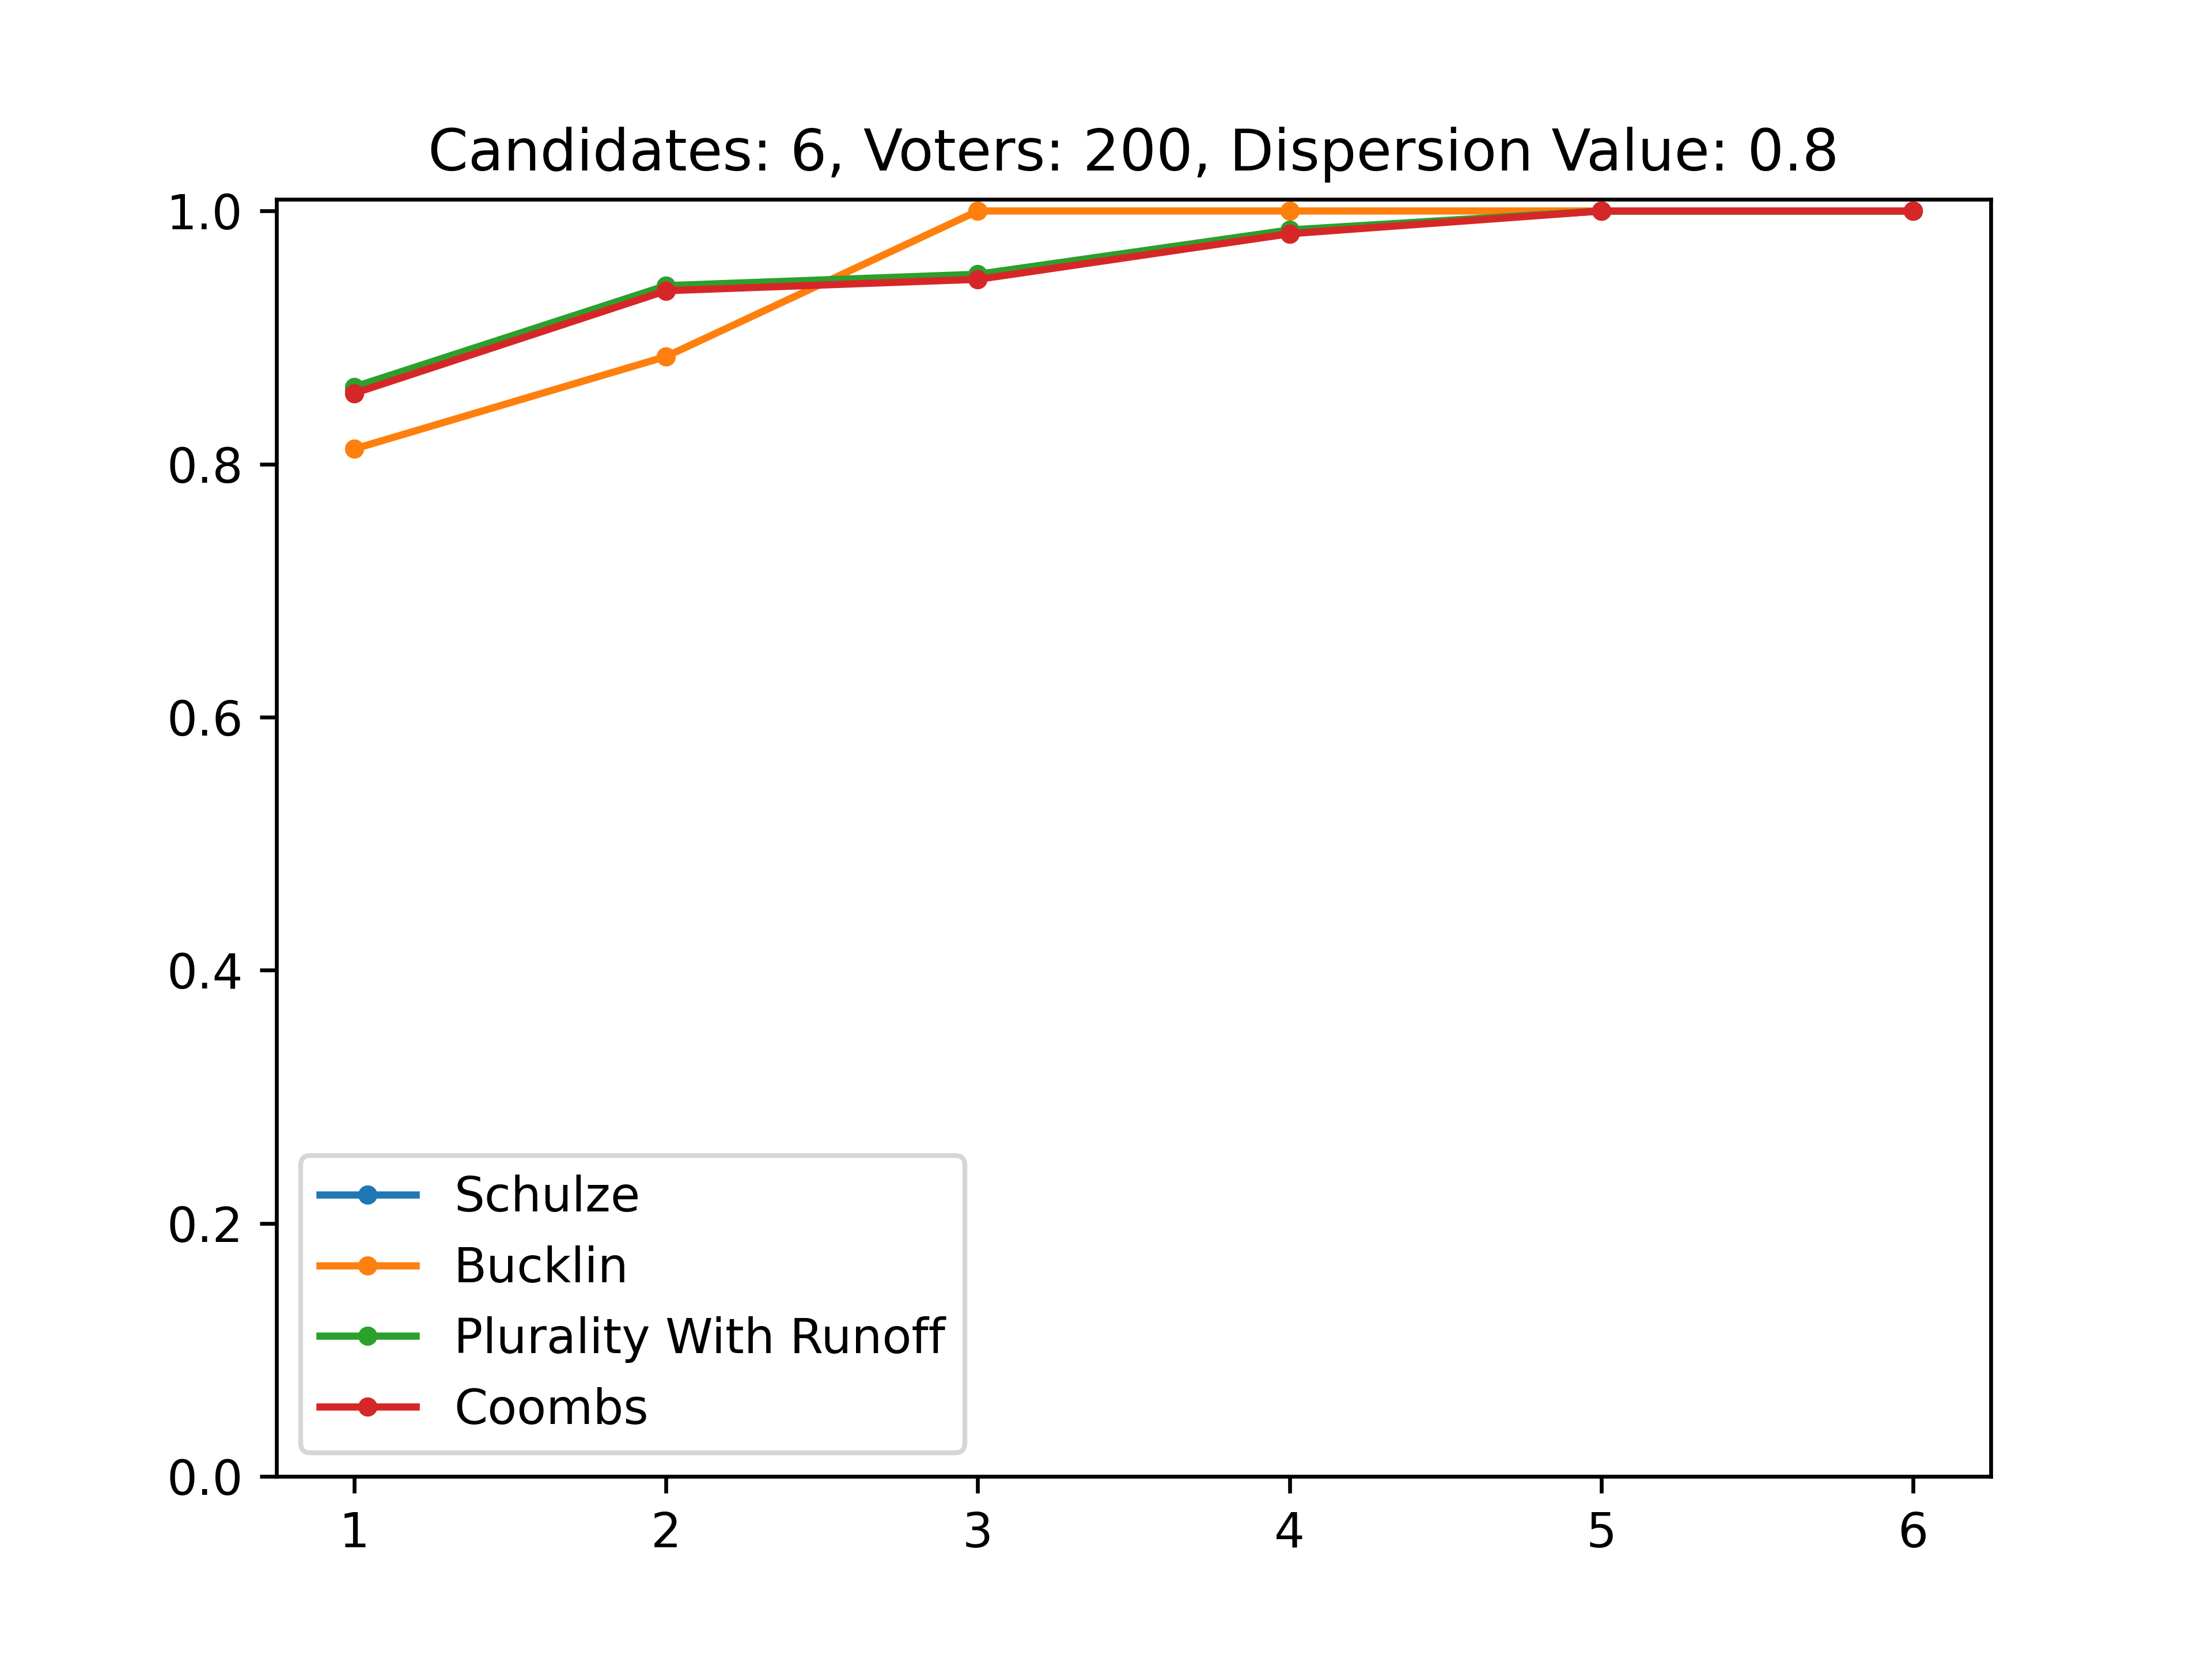 Candidates: 6, Voters: 200, Dispersion Value: 0.8
1.0
0.8
0.6
0.4
0.2
0.0
Schulze
Bucklin
Plurality With Runoff
Coombs
1 2 3 4 5 6